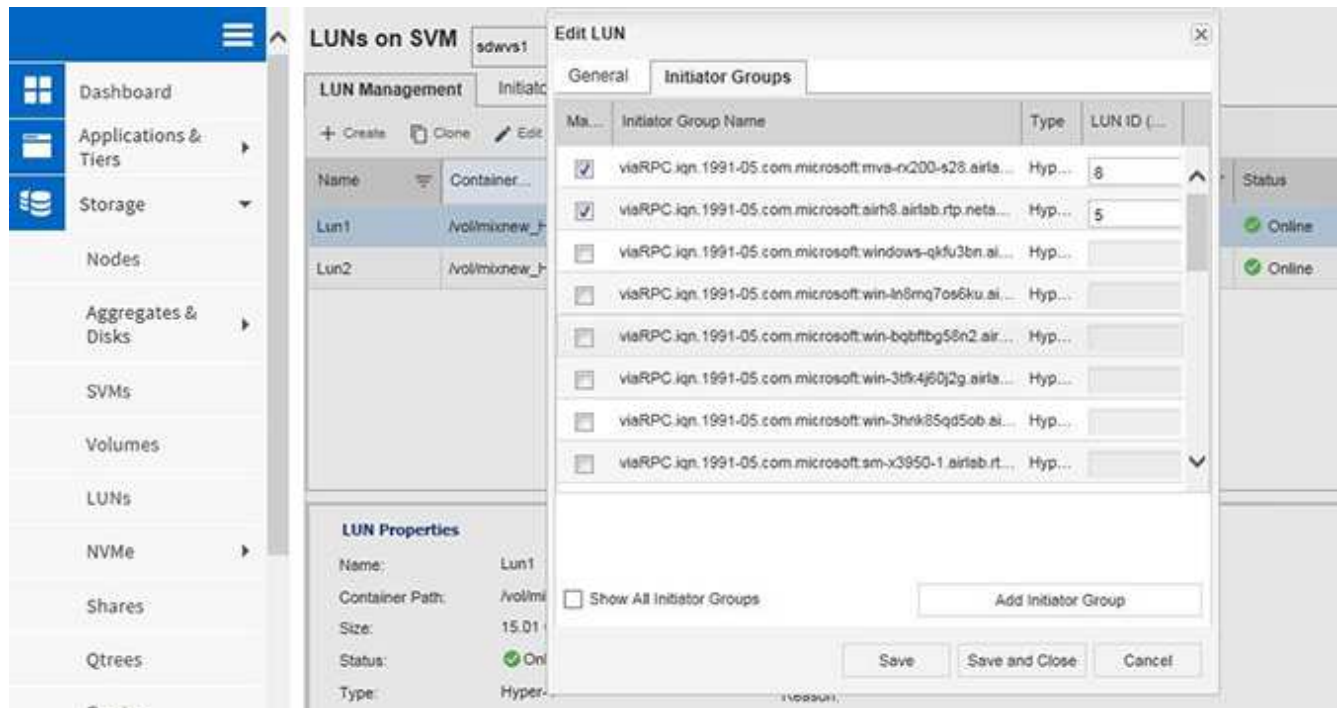 Dashboard
Applications &
Tiers
Storage
Nodes
Aggregates &
Disks
SVMs
Volumes
LUNs
NVMe
Shares
Qtrees
LUNs on SVM
sdwvs1
LUN Management
Initiato
+ Create
Clone
Edit
Name
Container...
Status
Lun1
/vol/mixnew_H
Online
Lun2
/vol/mixnew_H
Online
LUN Properties
Name: Lun1
Container Path: /vol/mi
Size: 15.01
Status: Onl
Type: Hyper-
Reason:
Edit LUN
General
Initiator Groups
Ma... Initiator Group Name Type LUN ID (...
viaRPC.iqn.1991-05.com.microsoft:mva-rx200-s28.airla... Hyp... 8
viaRPC.iqn.1991-05.com.microsoft:airh8.airlab.rtp.neta... Hyp... 5
viaRPC.iqn.1991-05.com.microsoft:windows-qkfu3bn.ai... Hyp...
viaRPC.iqn.1991-05.com.microsoft:win-ln8mq7os6ku.ai... Hyp...
viaRPC.iqn.1991-05.com.microsoft:win-bqbftbg58n2.air... Hyp...
viaRPC.iqn.1991-05.com.microsoft:win-3tfk4j60j2g.airla... Hyp...
viaRPC.iqn.1991-05.com.microsoft:win-3hnk85qd5ob.ai... Hyp...
viaRPC.iqn.1991-05.com.microsoft:sm-x3950-1.airlab.rt... Hyp...
Show All Initiator Groups
Add Initiator Group
Save
Save and Close
Cancel